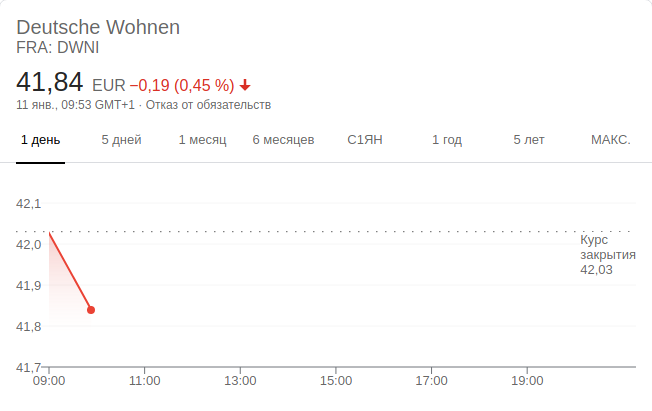 Deutsche Wohnen
FRA: DWNI
41,84 EUR −0,19 (0,45 %)
11 янв., 09:53 GMT+1 · Отказ от обязательств
1 день 5 дней 1 месяц 6 месяцев С1ЯН 1 год 5 лет МАКС.
42,1
42,0
41,9
41,8
41,7
Курс
закрытия
42,03
09:00 11:00 13:00 15:00 17:00 19:00